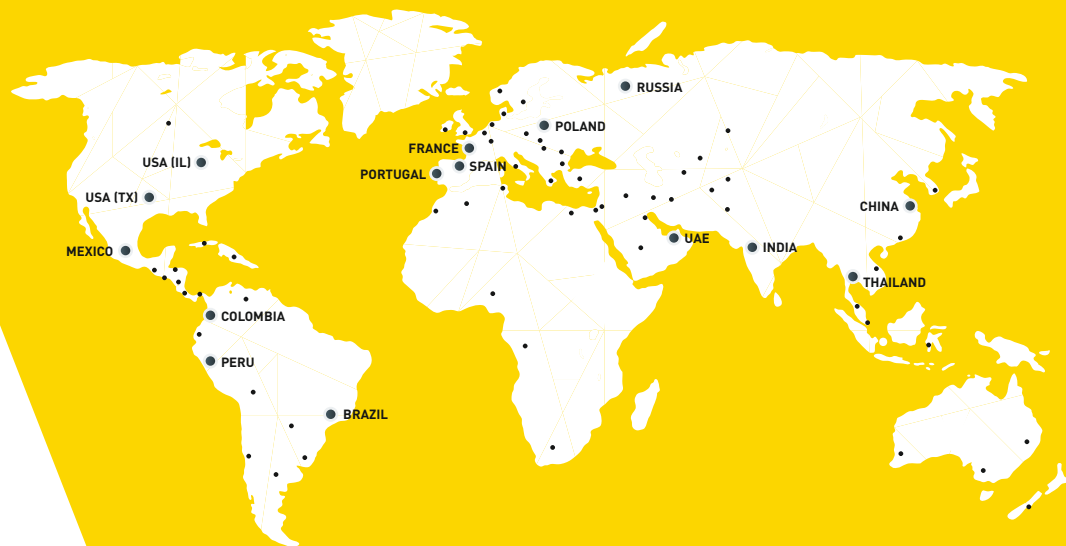 RUSSIA
POLAND
FRANCE
USA (IL)
SPAIN
PORTUGAL
USA (TX)
CHINA
UAE
INDIA
MEXICO
THAILAND
COLOMBIA
PERU
BRAZIL